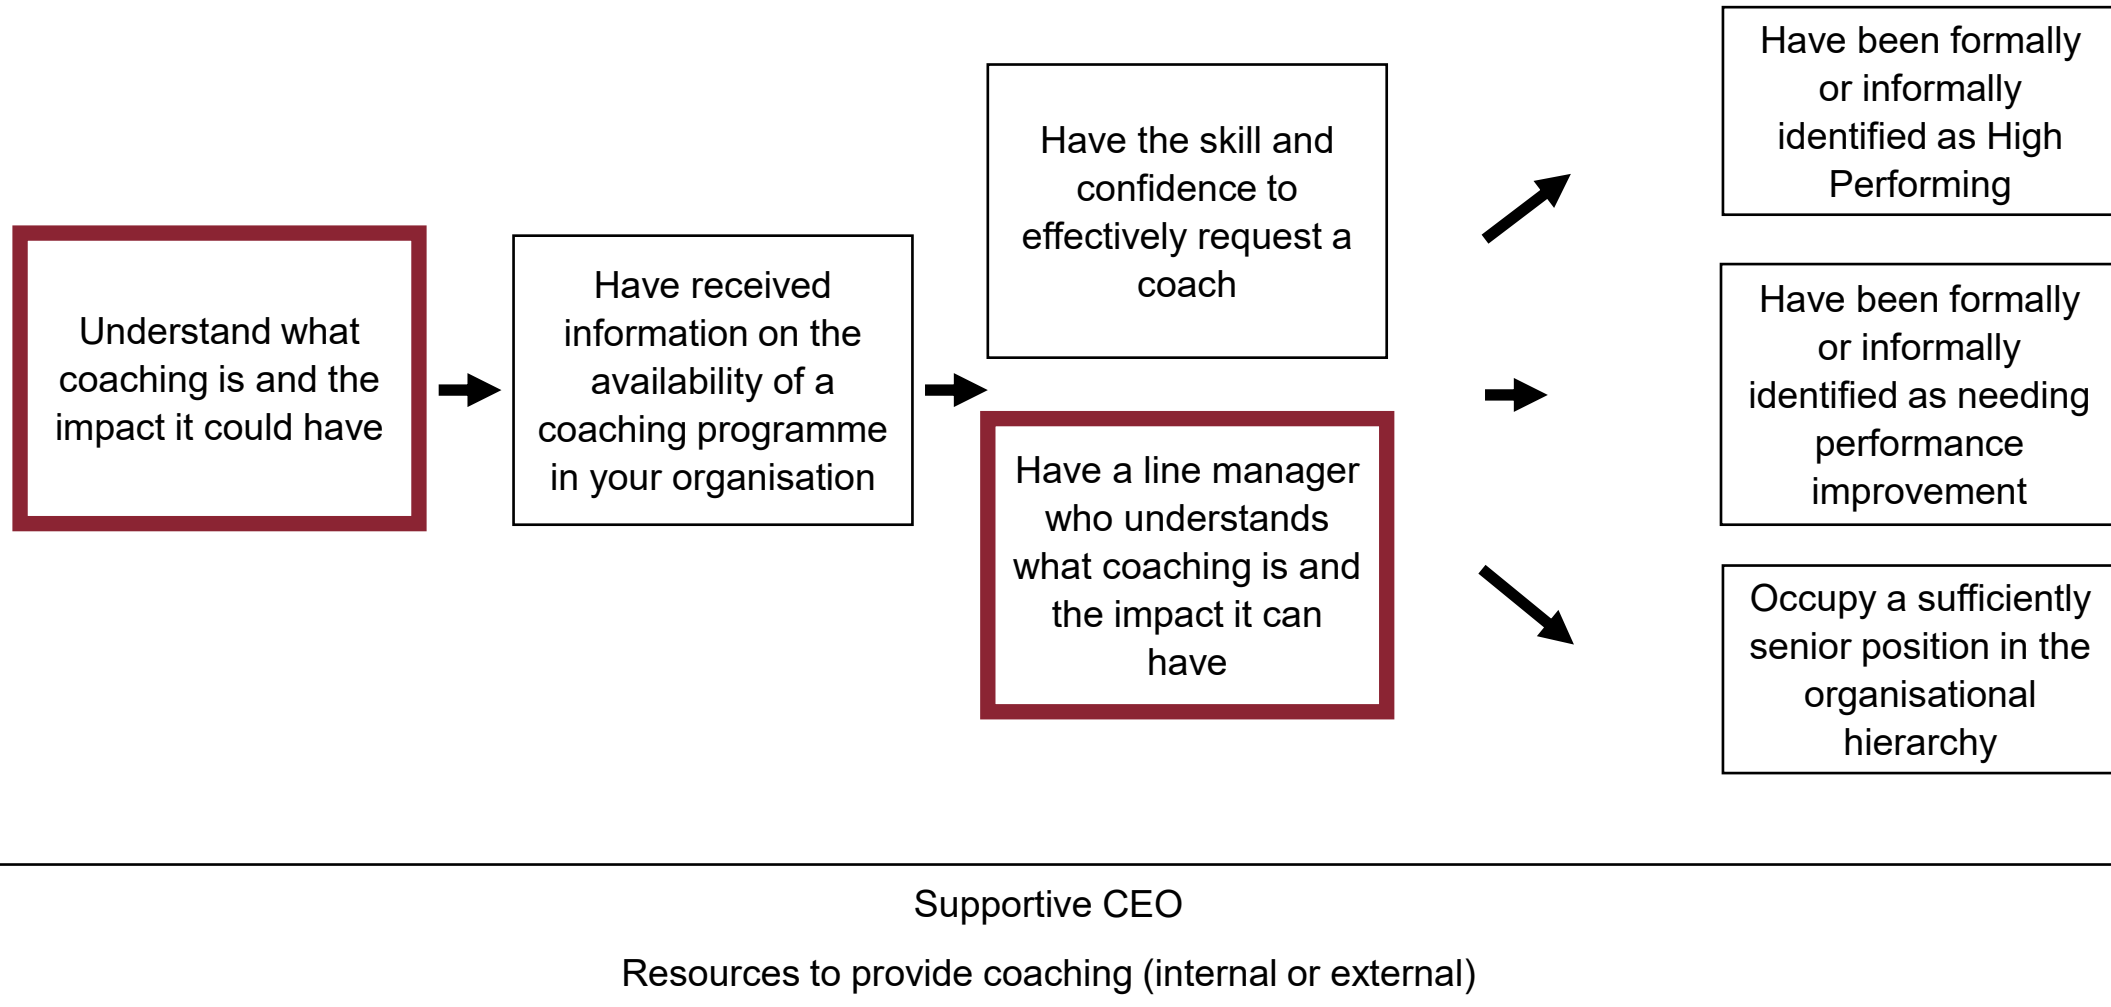 Understand what
coaching is and the
impact it could have
Have received
information on the
availability of a
coaching programme
in your organisation
Have the skill and
confidence to
effectively request a
coach
Have a line manager
who understands
what coaching is and
the impact it can
have
Have been formally
or informally
identified as High
Performing
Have been formally
or informally
identified as needing
performance
improvement
Occupy a sufficiently
senior position in the
organisational
hierarchy
Supportive CEO
Resources to provide coaching (internal or external)